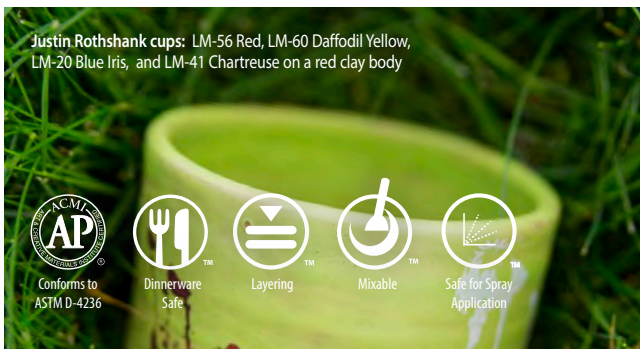 Justin Rothshank cups: LM-56 Red, LM-60 Daffodil Yellow,
LM-20 Blue Iris, and LM-41 Chartreuse on a red clay body
ACMI
AP
®
Conforms to
ASTM D-4236
TM
Dinnerware
Safe
TM
Layering
TM
Mixable
TM
Safe for Spray
Application